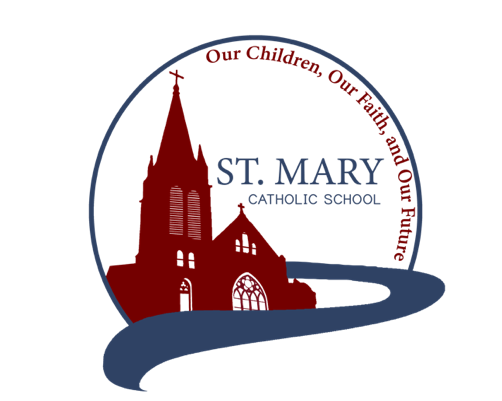 Our Children, Our Faith, and Our Future
ST. MARY
CATHOLIC SCHOOL